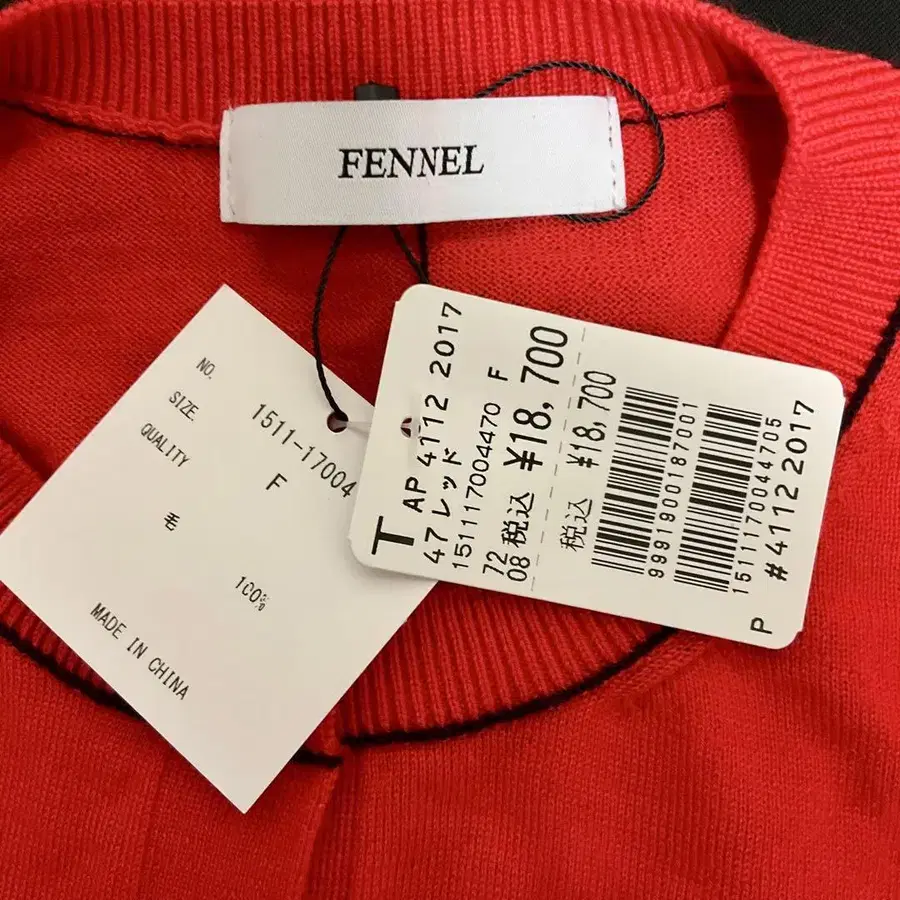 FENNEL
NO. 1511-17004
SIZE. F
QUALITY
毛 100%
MADE IN CHINA
T AP 4112 2017
47 レッド
151117004470 F
72
08 税込 ¥18,700
税込 ¥18,700
9991900187001
1511170044705
P #4112 2017